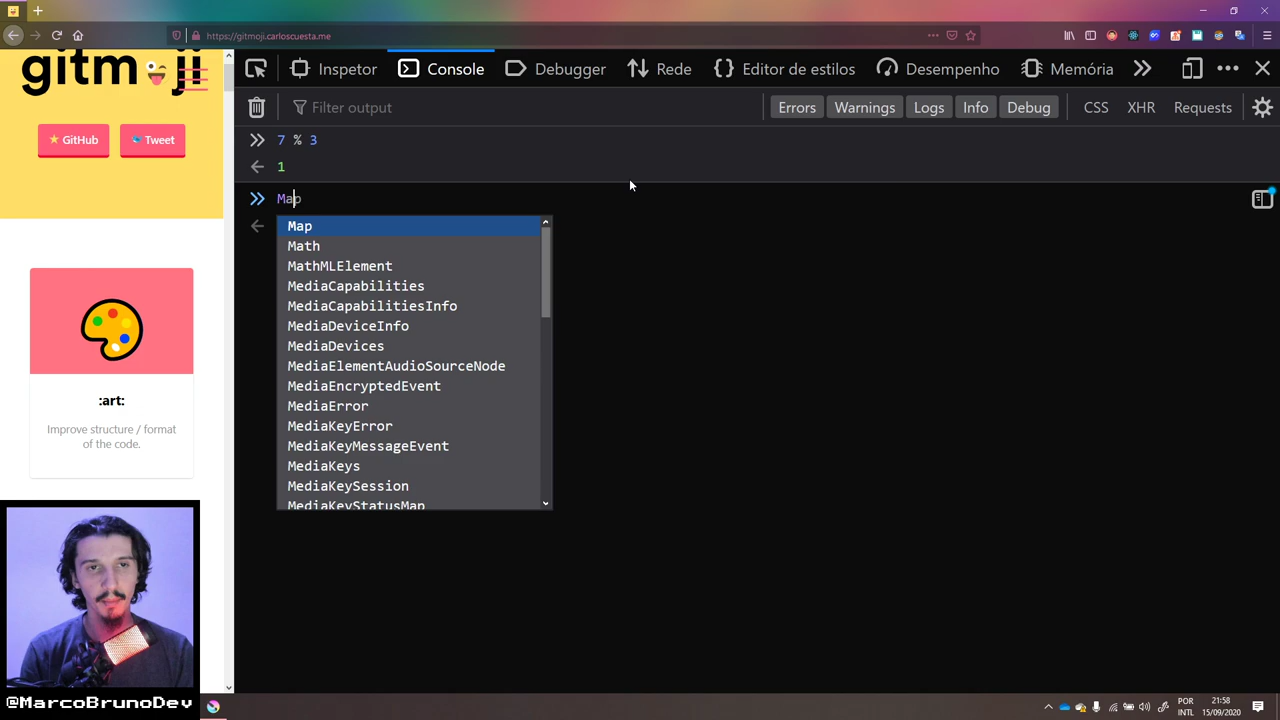 https://gitmoji.carloscuesta.me
gitm ji
GitHub
Tweet
:art:
Improve structure / format
of the code.
@MarcoBrunoDev
Inspetor
Console
Debugger
Rede
Editor de estilos
Desempenho
Memória
Filter output
Errors
Warnings
Logs
Info
Debug
CSS
XHR
Requests
7 % 3
1
Map
Map
Math
MathMLElement
MediaCapabilities
MediaCapabilitiesInfo
MediaDeviceInfo
MediaDevices
MediaElementAudioSourceNode
MediaEncryptedEvent
MediaError
MediaKeyError
MediaKeyMessageEvent
MediaKeys
MediaKeySession
MediaKeyStatusMap
POR
INTL
21:58
15/09/2020